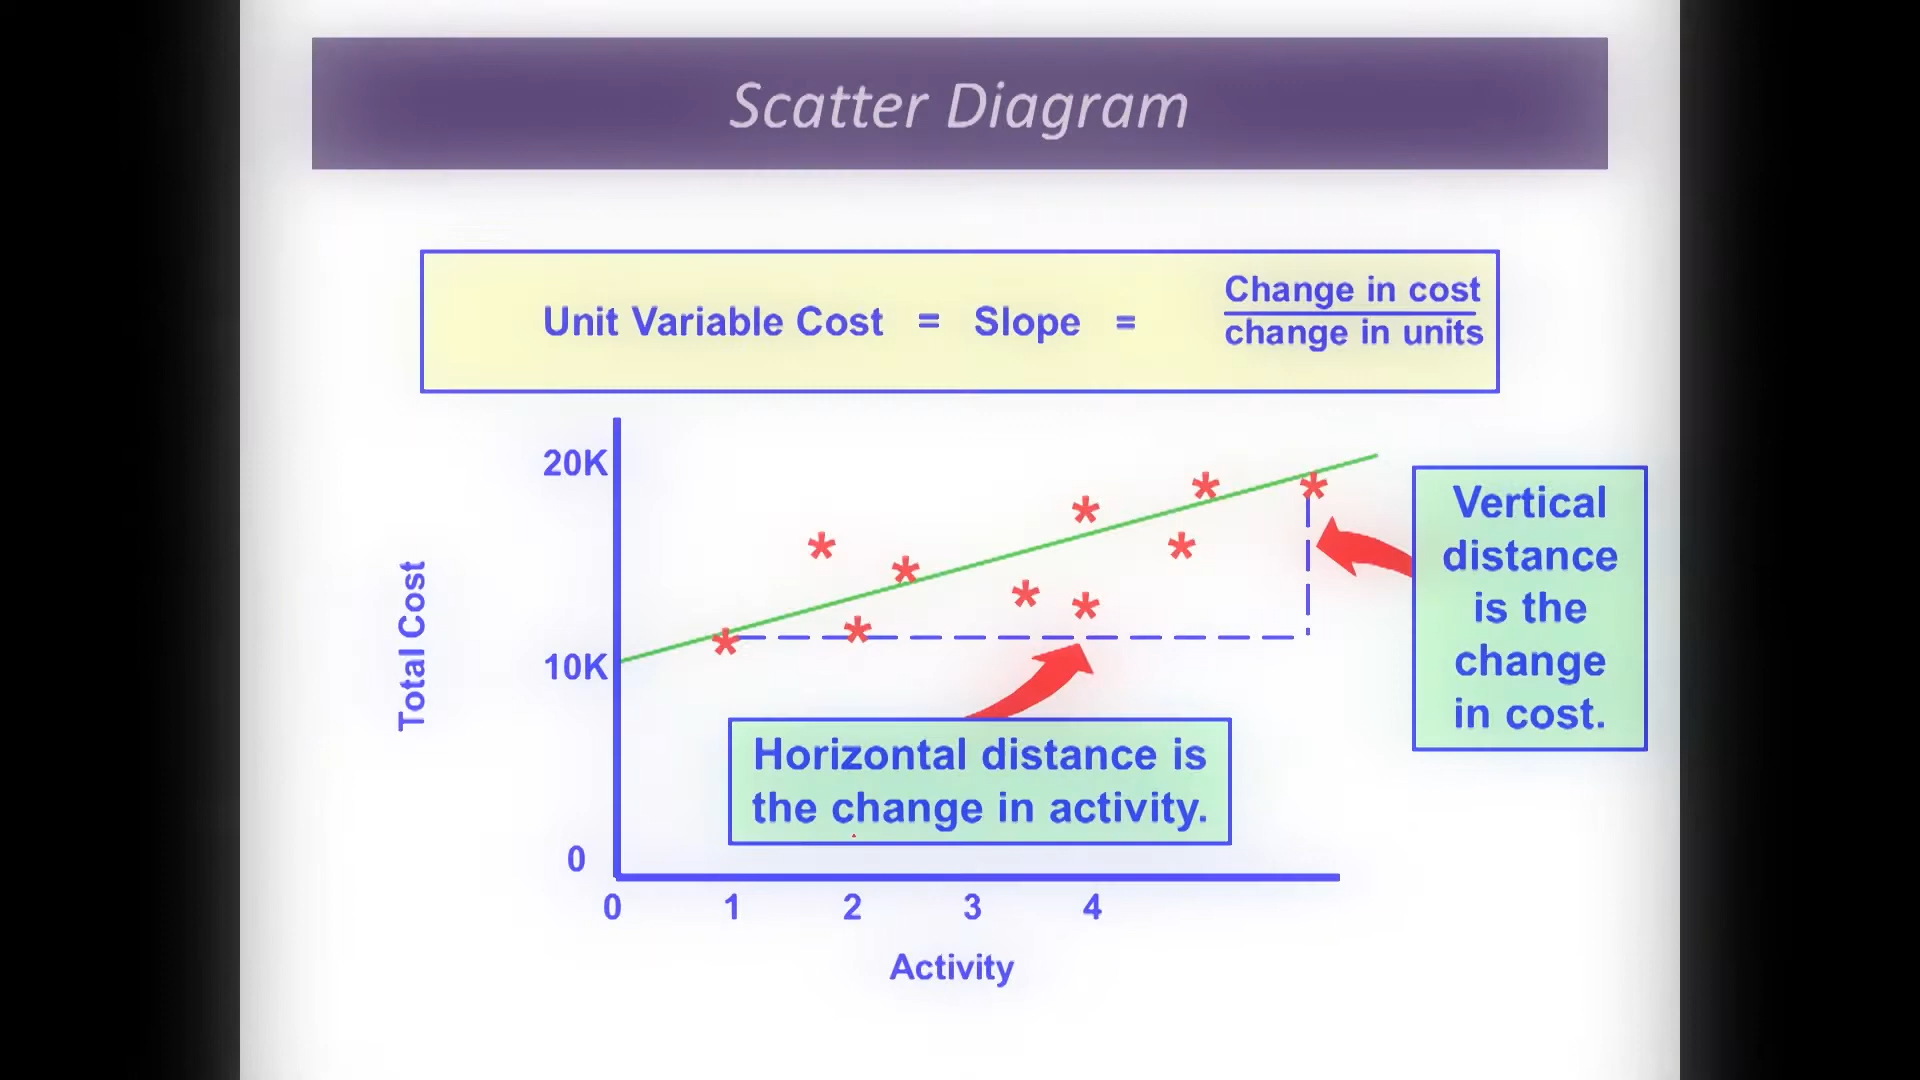 Scatter Diagram
Unit Variable Cost = Slope = Change in cost
change in units
20K
10K
0
Total Cost
Vertical
distance
is the
change
in cost.
Horizontal distance is
the change in activity.
0 1 2 3 4
Activity